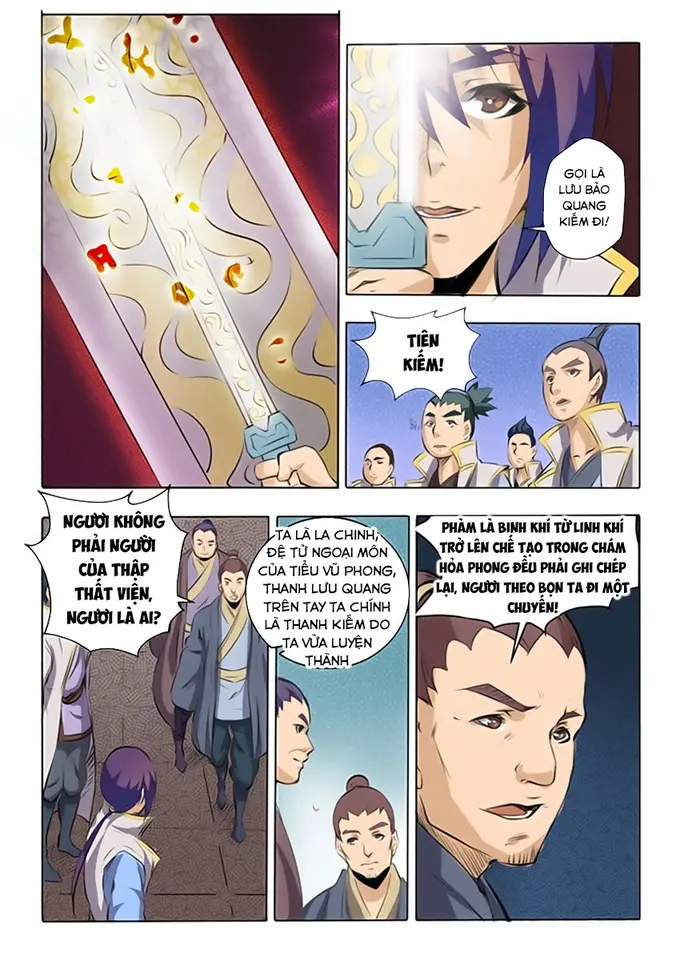 GỌI LÀ
LƯU BẢO
QUANG
KIẾM ĐI!
TIÊN
KIẾM!
NGƯƠI KHÔNG
PHẢI NGƯỜI
CỦA THẬP
THẤT VIỆN,
NGƯƠI LÀ AI?
TA LÀ LA CHINH,
ĐỆ TỬ NGOẠI MÔN
CỦA TIỂU VŨ PHONG,
THANH LƯU QUANG
TRÊN TAY TA CHÍNH
LÀ THANH KIẾM DO
TA VỪA LUYỆN
THÀNH
PHÀM LÀ BINH KHÍ TỪ LINH KHÍ
TRỞ LÊN CHẾ TẠO TRONG CHÁM
HỎA PHONG ĐỀU PHẢI GHI CHÉP
LẠI, NGƯƠI THEO BỌN TA ĐI MỘT
CHUYẾN!